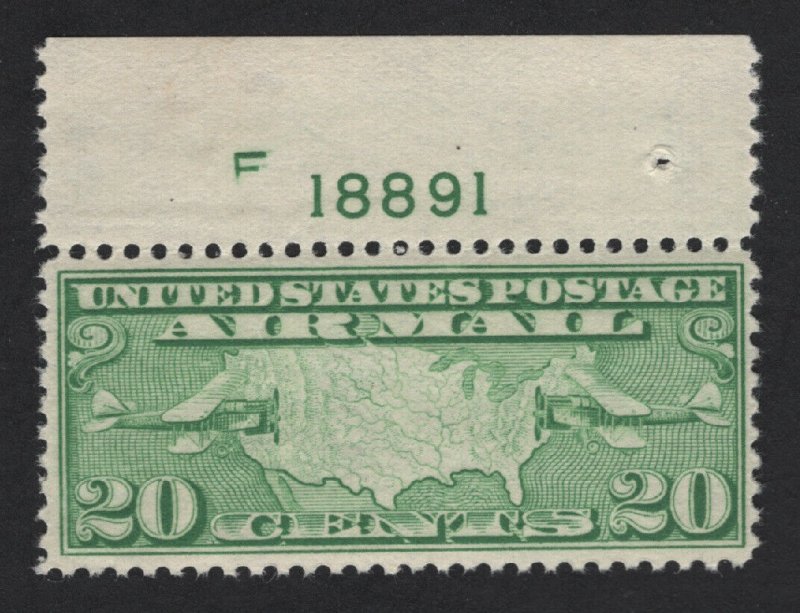 F
18891
UNITED STATES POSTAGE
AIR MAIL
20 CENTS 20